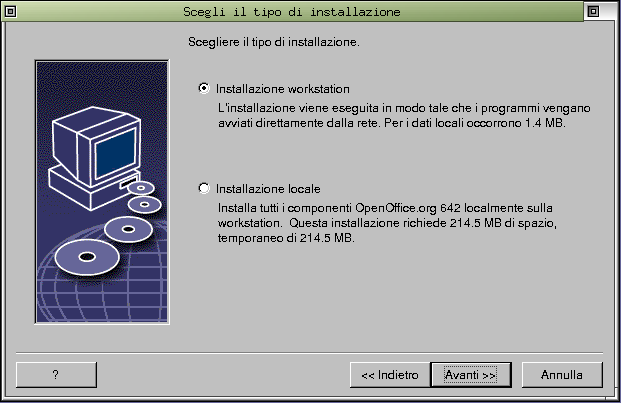 Scegli il tipo di installazione
Scegliere il tipo di installazione.
Installazione workstation
L'installazione viene eseguita in modo tale che i programmi vengano
avviati direttamente dalla rete. Per i dati locali occorrono 1.4 MB.
Installazione locale
Installa tutti i componenti OpenOffice.org 642 localmente sulla
workstation. Questa installazione richiede 214.5 MB di spazio,
temporaneo di 214.5 MB.
? << Indietro Avanti >> Annulla